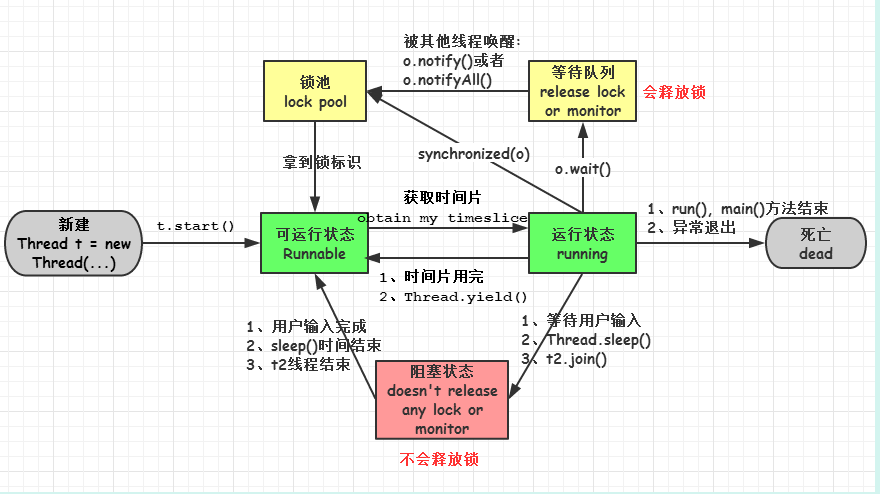 被其他线程唤醒:
o.notify()或者
o.notifyAll()
锁池
lock pool
等待队列
release lock
or monitor
会释放锁
synchronized(o)
o.wait()
拿到锁标识
获取时间片
obtain my timeslice
新建
Thread t = new
Thread(...)
t.start()
可运行状态
Runnable
运行状态
running
1、run(), main()方法结束
2、异常退出
死亡
dead
1、时间片用完
2、Thread.yield()
1、用户输入完成
2、sleep()时间结束
3、t2线程结束
1、等待用户输入
2、Thread.sleep()
3、t2.join()
阻塞状态
doesn't release
any lock or
monitor
不会释放锁